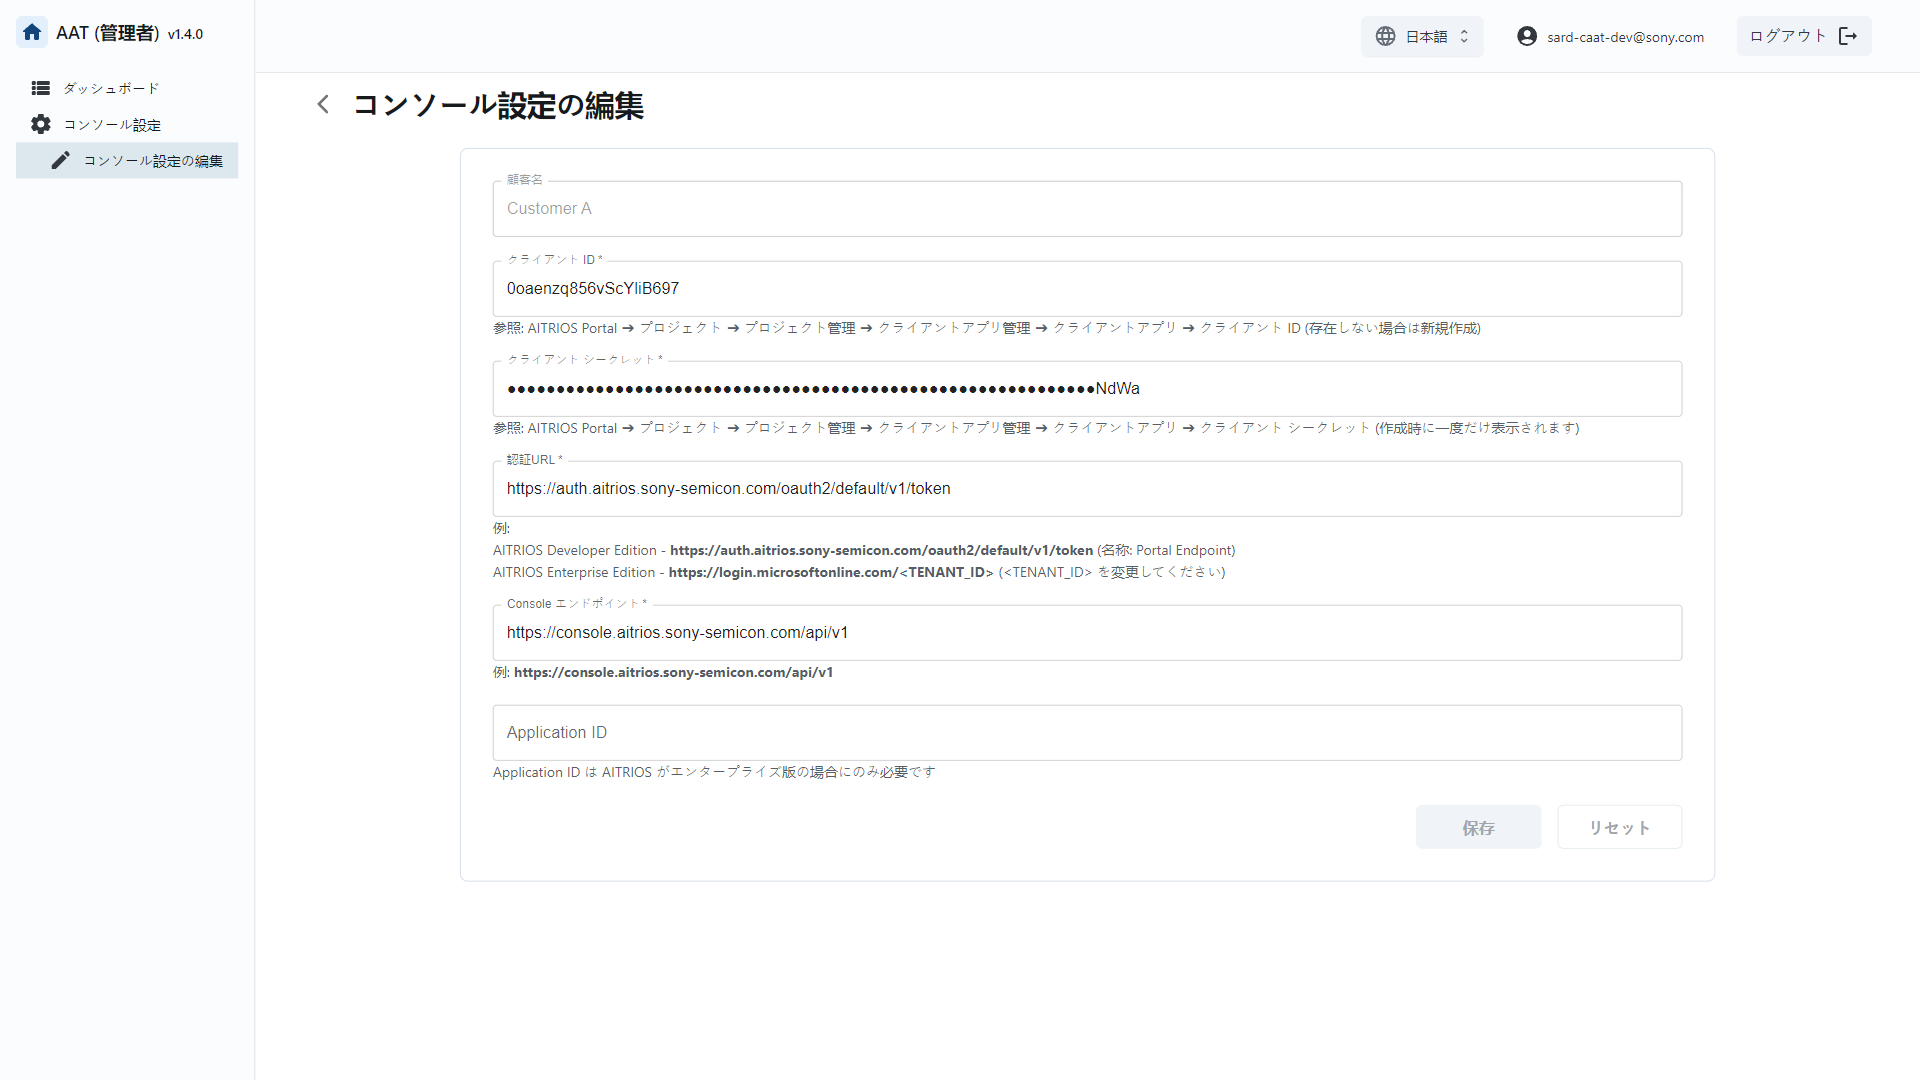 AAT (管理者) v1.4.0
日本語
sard-caat-dev@sony.com
ログアウト
ダッシュボード
コンソール設定
コンソール設定の編集
コンソール設定の編集
顧客名
Customer A
クライアント ID *
0oaenzq856vScYliB697
参照: AITRIOS Portal ➔ プロジェクト ➔ プロジェクト管理 ➔ クライアントアプリ管理 ➔ クライアントアプリ ➔ クライアント ID (存在しない場合は新規作成)
クライアント シークレット *
●●●●●●●●●●●●●●●●●●●●●●●●●●●●●●●●●●●●●●●●●●●●●●●●●●●●●●●●●●●●NdWa
参照: AITRIOS Portal ➔ プロジェクト ➔ プロジェクト管理 ➔ クライアントアプリ管理 ➔ クライアントアプリ ➔ クライアント シークレット (作成時に一度だけ表示されます)
認証URL *
https://auth.aitrios.sony-semicon.com/oauth2/default/v1/token
例:
AITRIOS Developer Edition - https://auth.aitrios.sony-semicon.com/oauth2/default/v1/token (名称: Portal Endpoint)
AITRIOS Enterprise Edition - https://login.microsoftonline.com/<TENANT_ID> (<TENANT_ID> を変更してください)
Console エンドポイント *
https://console.aitrios.sony-semicon.com/api/v1
例: https://console.aitrios.sony-semicon.com/api/v1
Application ID
Application ID は AITRIOS がエンタープライズ版の場合にのみ必要です
保存
リセット